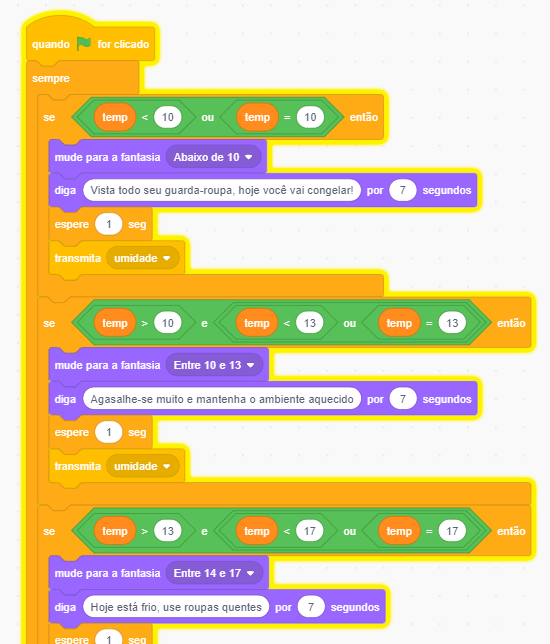 quando for clicado
sempre
se temp < 10 ou temp = 10 então
mude para a fantasia Abaixo de 10
diga Vista todo seu guarda-roupa, hoje você vai congelar! por 7 segundos
espere 1 seg
transmita umidade
se temp > 10 e temp < 13 ou temp = 13 então
mude para a fantasia Entre 10 e 13
diga Agasalhe-se muito e mantenha o ambiente aquecido por 7 segundos
espere 1 seg
transmita umidade
se temp > 13 e temp < 17 ou temp = 17 então
mude para a fantasia Entre 14 e 17
diga Hoje está frio, use roupas quentes por 7 segundos
espere 1 seg